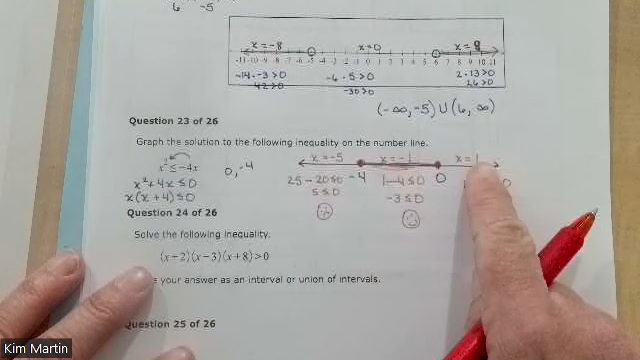 6 -5
x=-8 x=0 x=8
-11 -10 -9 -8 -7 -6 -5 -4 -3 -2 -1 0 1 2 3 4 5 6 7 8 9 10 11
-14·-3>0 -6·5>0 2·13>0
42>0 -30>0 26>0
(-∞,-5)∪(6,∞)
Question 23 of 26
Graph the solution to the following inequality on the number line.
x² ≤ -4x 0,-4 x=-5 x=-1 x=1
x²+4x≤0 25-20≤0 -4 1-4≤0 0
x(x+4)≤0 5≤0 -3≤0
Question 24 of 26
Solve the following inequality.
(x-2)(x-3)(x+8)>0
your answer as an interval or union of intervals.
Question 25 of 26
Kim Martin